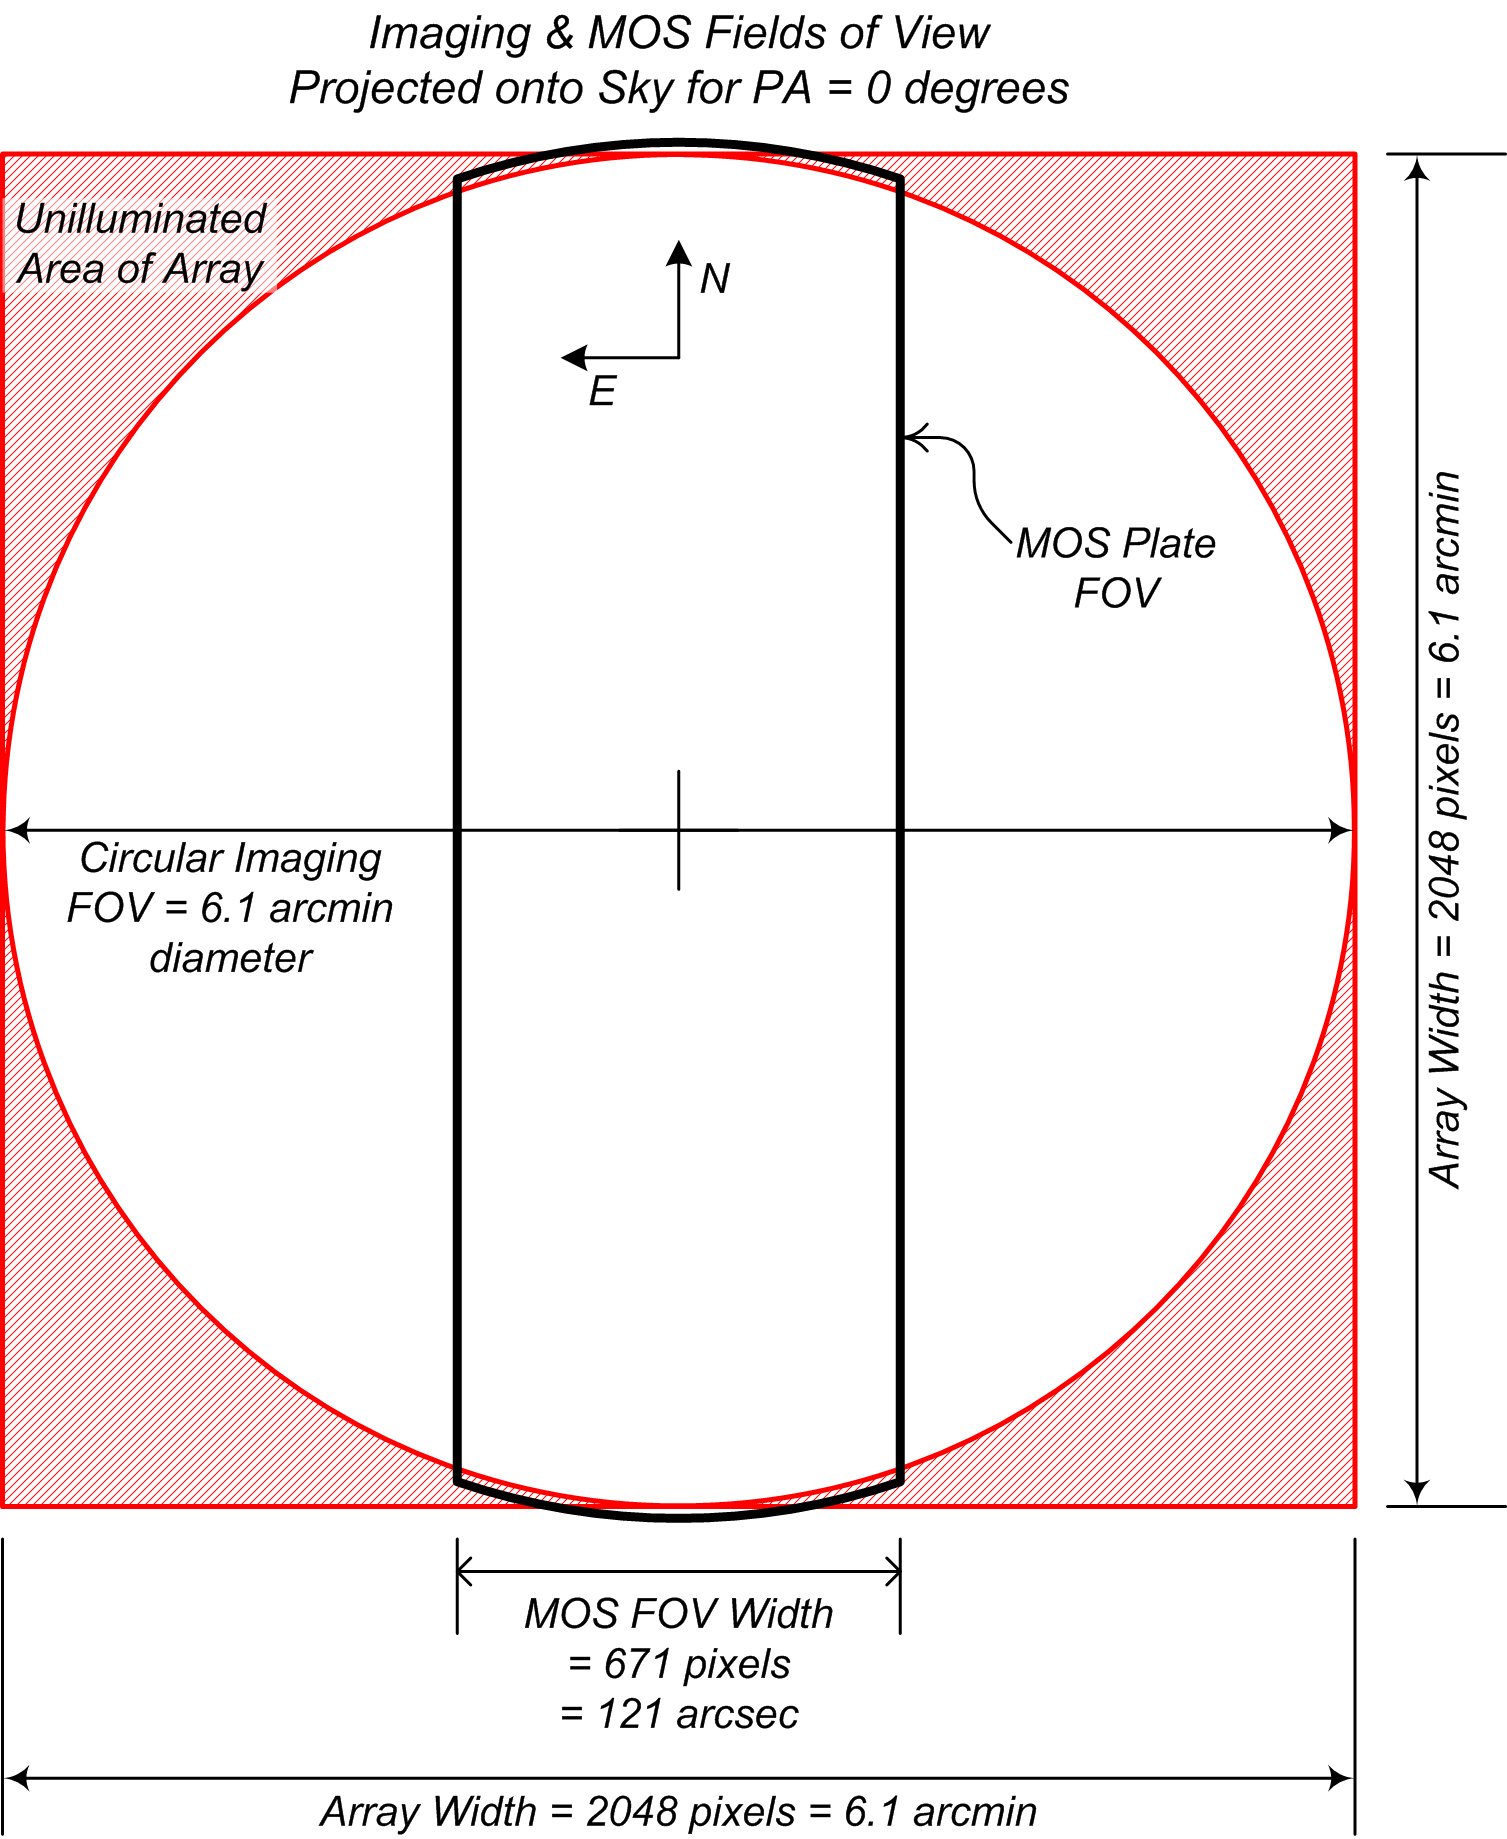 Imaging & MOS Fields of View
Projected onto Sky for PA = 0 degrees
Unilluminated
Area of Array
N
E
MOS Plate
FOV
Circular Imaging
FOV = 6.1 arcmin
diameter
Array Width = 2048 pixels = 6.1 arcmin
MOS FOV Width
= 671 pixels
= 121 arcsec
Array Width = 2048 pixels = 6.1 arcmin